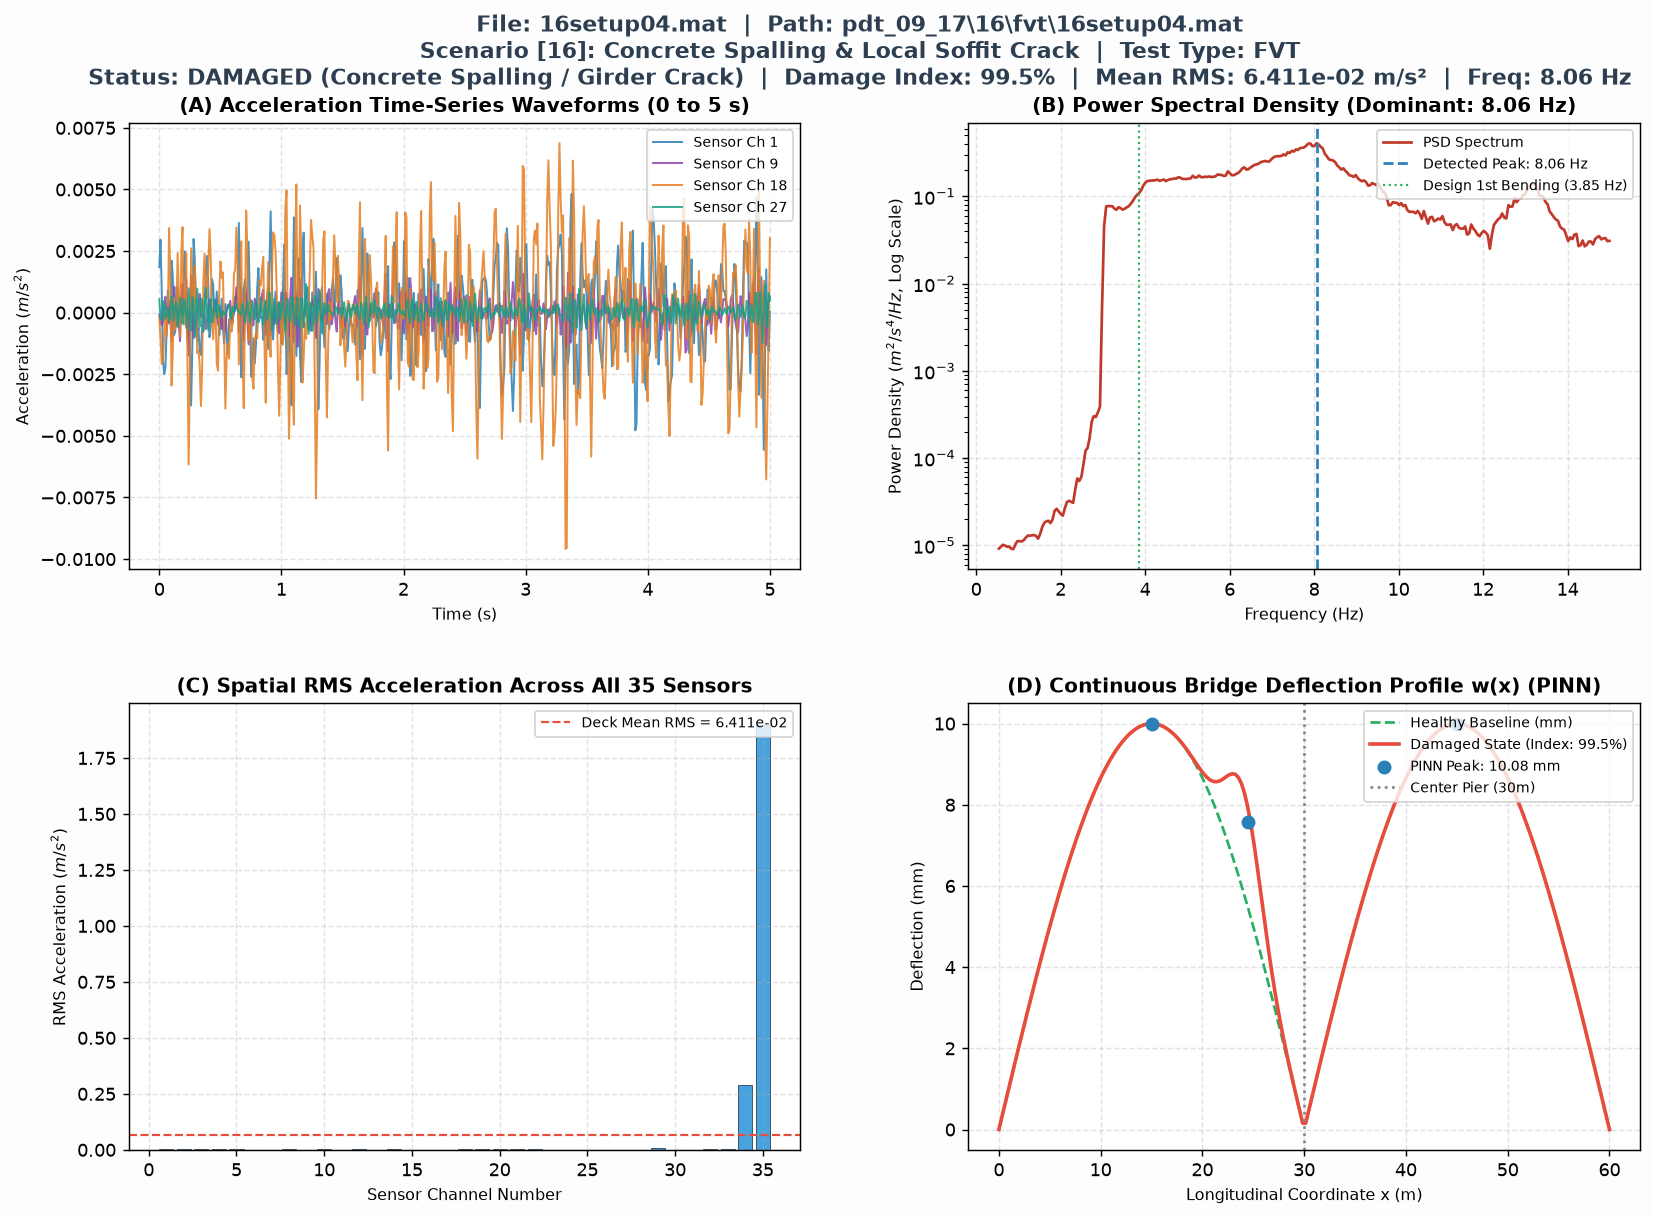 File: 16setup04.mat | Path: pdt_09_17\16\fvt\16setup04.mat
Scenario [16]: Concrete Spalling & Local Soffit Crack | Test Type: FVT
Status: DAMAGED (Concrete Spalling / Girder Crack) | Damage Index: 99.5% | Mean RMS: 6.411e-02 m/s² | Freq: 8.06 Hz
(A) Acceleration Time-Series Waveforms (0 to 5 s)
Sensor Ch 1
Sensor Ch 9
Sensor Ch 18
Sensor Ch 27
0.0075
0.0050
0.0025
0.0000
−0.0025
−0.0050
−0.0075
−0.0100
Acceleration (m/s²)
0 1 2 3 4 5
Time (s)
(B) Power Spectral Density (Dominant: 8.06 Hz)
PSD Spectrum
Detected Peak: 8.06 Hz
Design 1st Bending (3.85 Hz)
10⁻¹
10⁻²
10⁻³
10⁻⁴
10⁻⁵
Power Density (m²/s⁴/Hz, Log Scale)
0 2 4 6 8 10 12 14
Frequency (Hz)
(C) Spatial RMS Acceleration Across All 35 Sensors
Deck Mean RMS = 6.411e-02
1.75
1.50
1.25
1.00
0.75
0.50
0.25
0.00
RMS Acceleration (m/s²)
0 5 10 15 20 25 30 35
Sensor Channel Number
(D) Continuous Bridge Deflection Profile w(x) (PINN)
Healthy Baseline (mm)
Damaged State (Index: 99.5%)
PINN Peak: 10.08 mm
Center Pier (30m)
10
8
6
4
2
0
Deflection (mm)
0 10 20 30 40 50 60
Longitudinal Coordinate x (m)